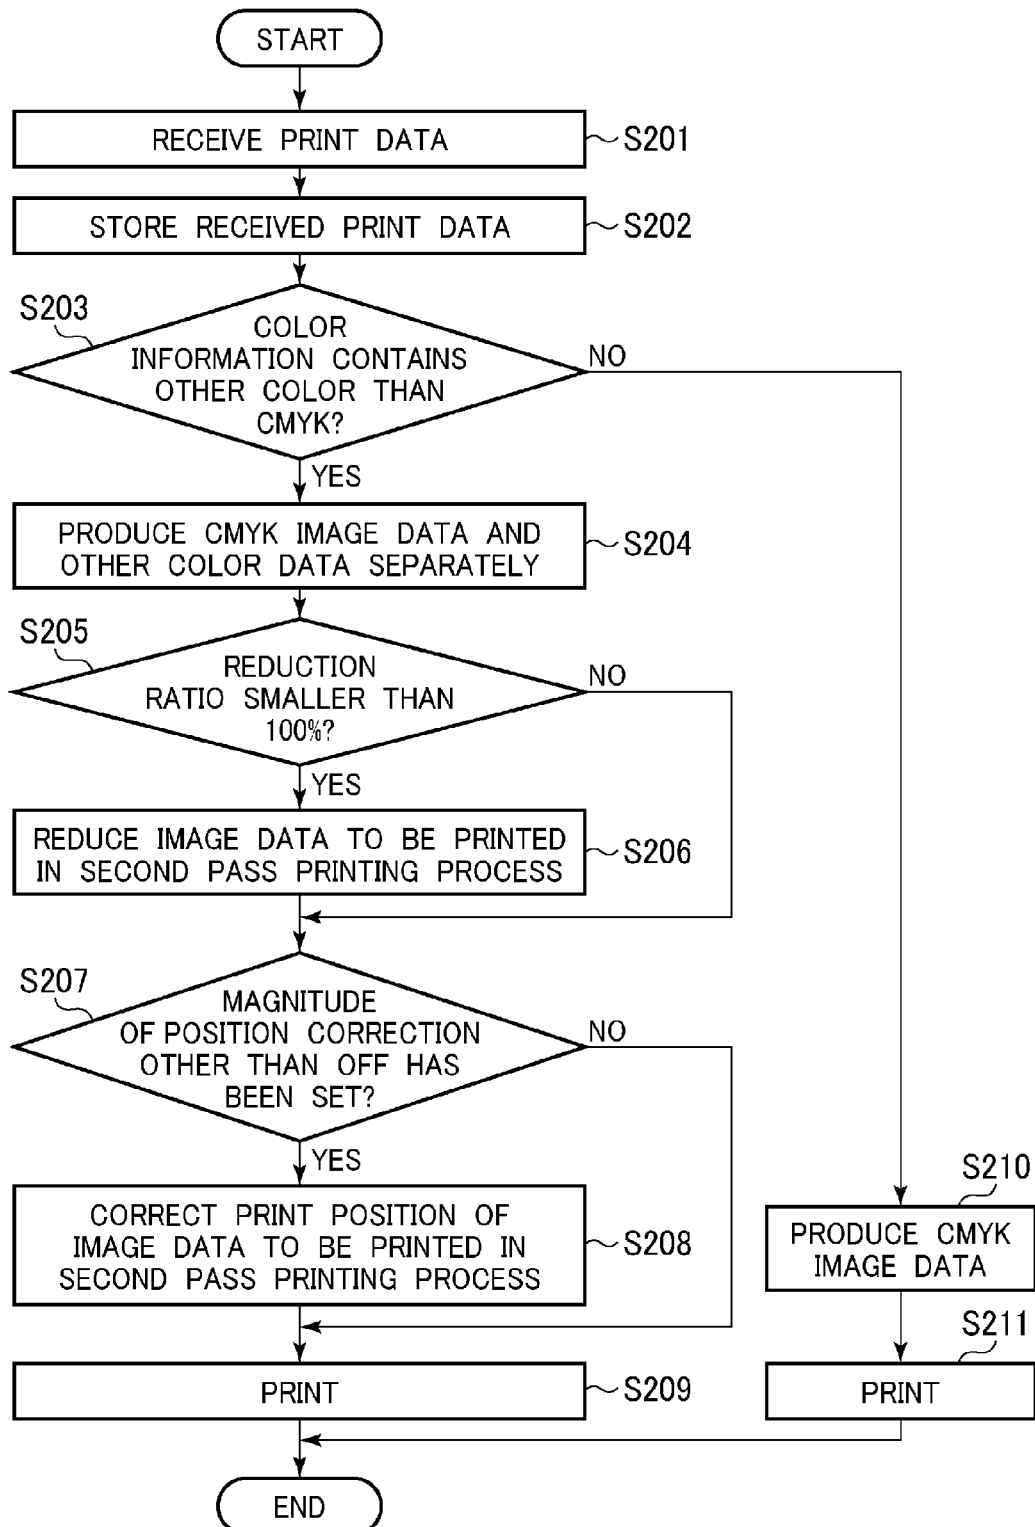 START
RECEIVE PRINT DATA
S201
STORE RECEIVED PRINT DATA
S202
S203
COLOR
INFORMATION CONTAINS
OTHER COLOR THAN
CMYK?
NO
YES
PRODUCE CMYK IMAGE DATA AND
OTHER COLOR DATA SEPARATELY
S204
S205
REDUCTION
RATIO SMALLER THAN
100%?
NO
YES
REDUCE IMAGE DATA TO BE PRINTED
IN SECOND PASS PRINTING PROCESS
S206
S207
MAGNITUDE
OF POSITION CORRECTION
OTHER THAN OFF HAS
BEEN SET?
NO
YES
CORRECT PRINT POSITION OF
IMAGE DATA TO BE PRINTED IN
SECOND PASS PRINTING PROCESS
S208
S210
PRODUCE CMYK
IMAGE DATA
PRINT
S209
S211
PRINT
END